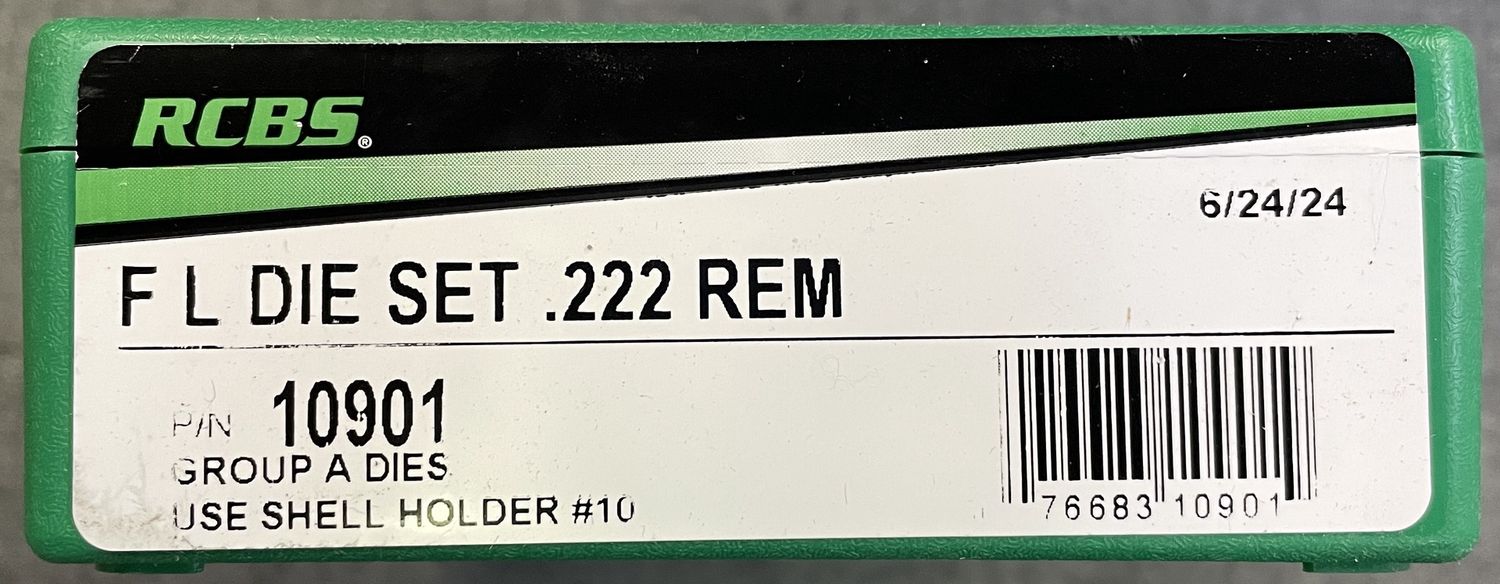 RCBS®
6/24/24
F L DIE SET .222 REM
P/N 10901
GROUP A DIES
USE SHELL HOLDER #10
76683 10901